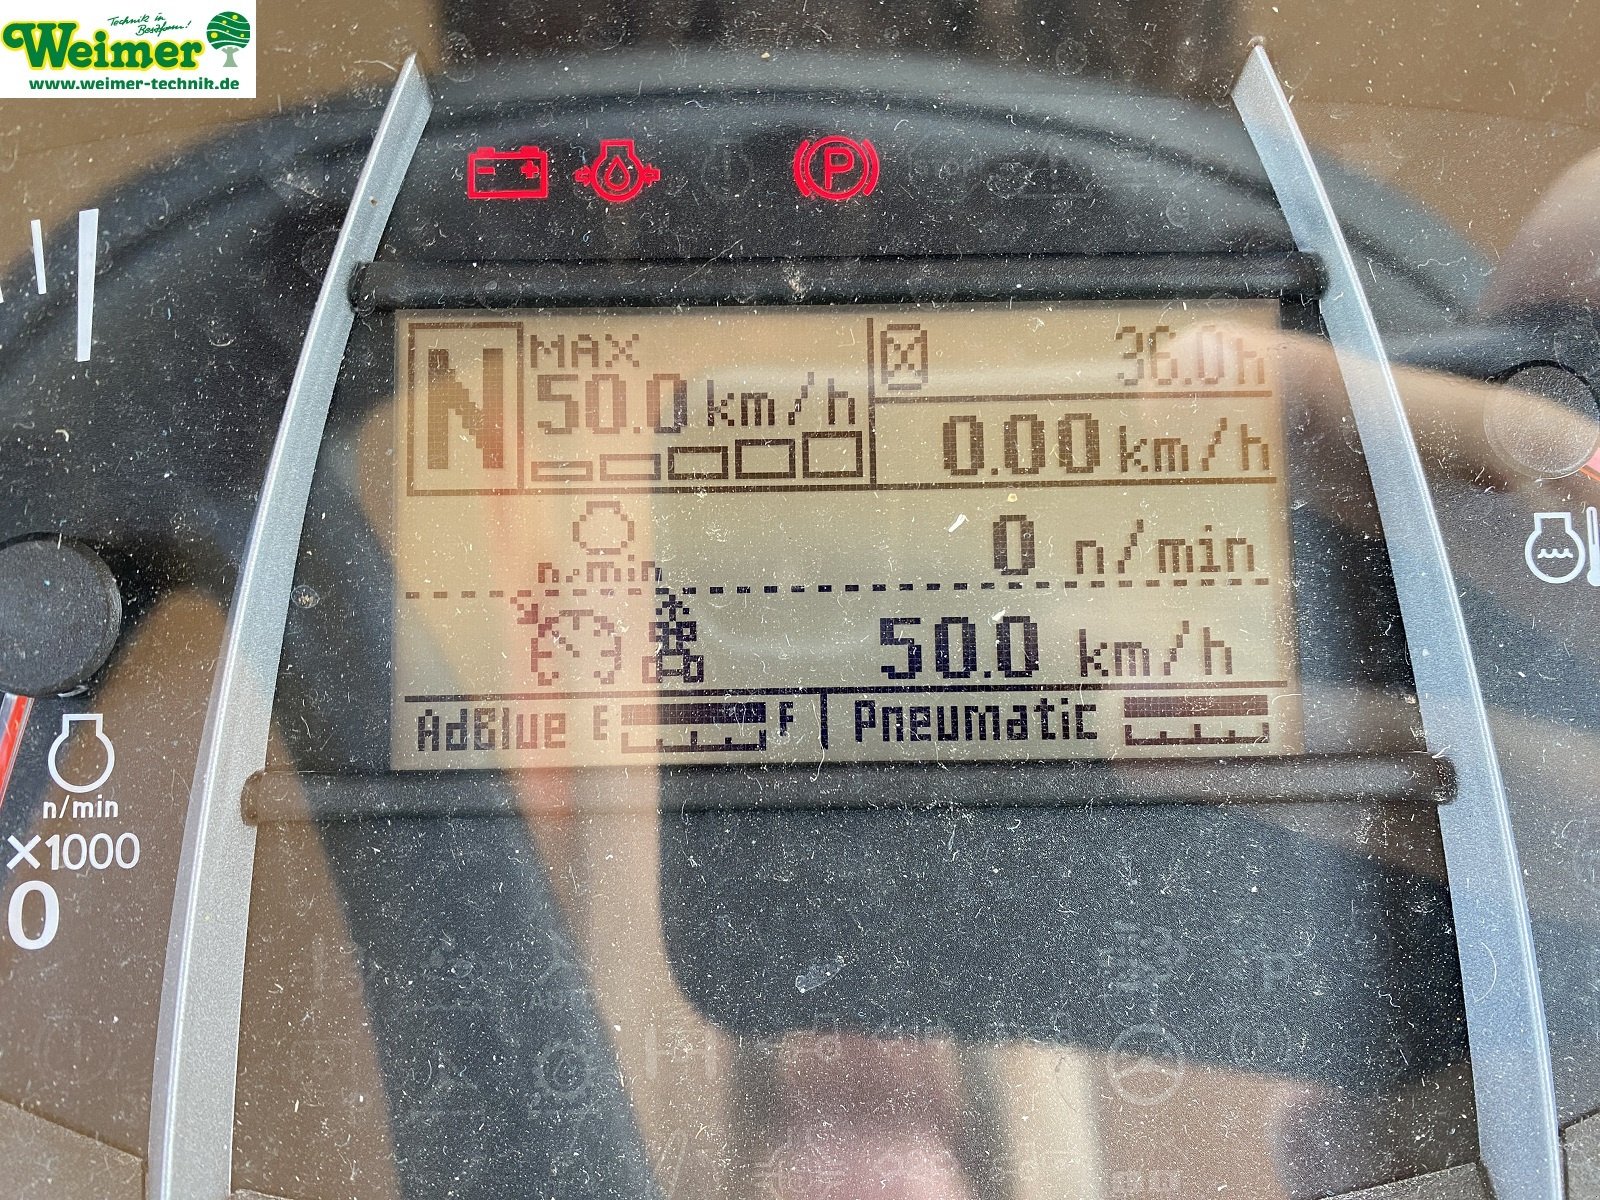 Technik in
Bestform!
Weimer
www.weimer-technik.de
P
N
MAX
50.0 km/h
36.0h
0.00 km/h
n/min
0 n/min
50.0 km/h
AdBlue E F
Pneumatic
n/min
×1000
0